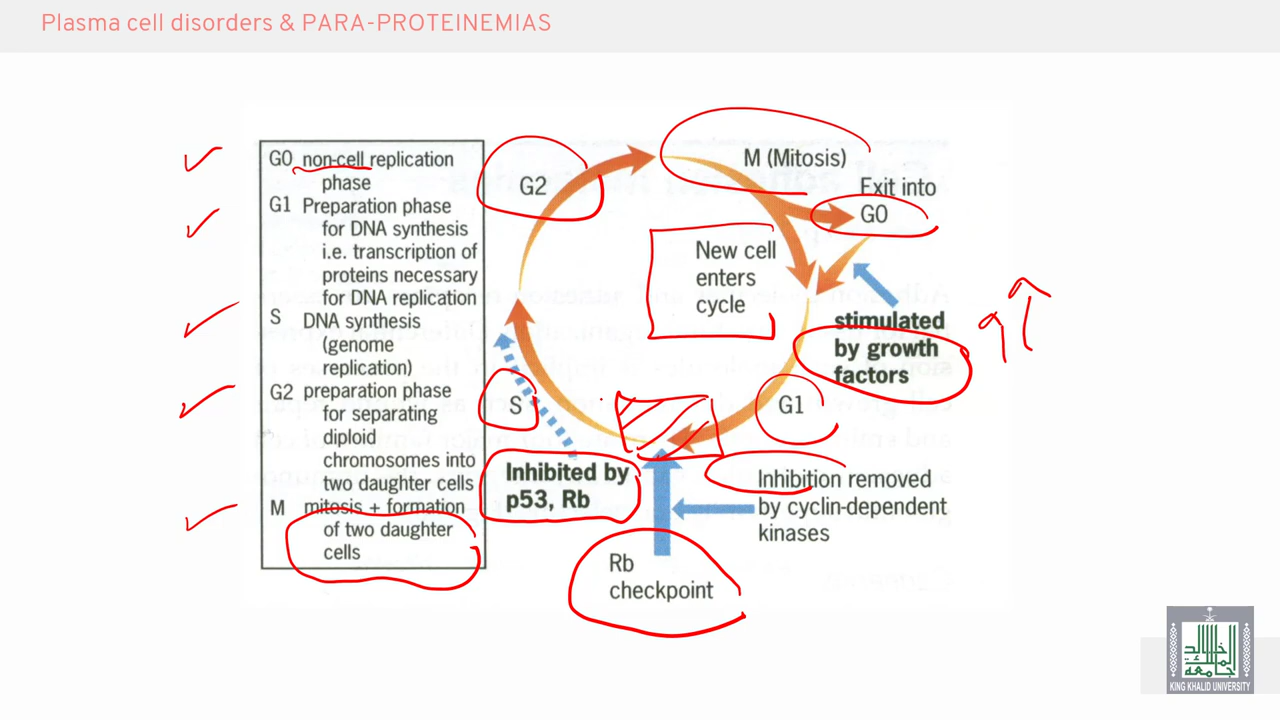 Plasma cell disorders & PARA-PROTEINEMIAS
G0 non-cell replication
phase
G1 Preparation phase
for DNA synthesis
i.e. transcription of
proteins necessary
for DNA replication
S DNA synthesis
(genome
replication)
G2 preparation phase
for separating
diploid
chromosomes into
two daughter cells
M mitosis + formation
of two daughter
cells
G2
M (Mitosis)
Exit into
G0
New cell
enters
cycle
stimulated
by growth
factors
G1
S
Inhibited by
p53, Rb
Inhibition removed
by cyclin-dependent
kinases
Rb
checkpoint
جامعة
الملك خالد
KING KHALID UNIVERSITY